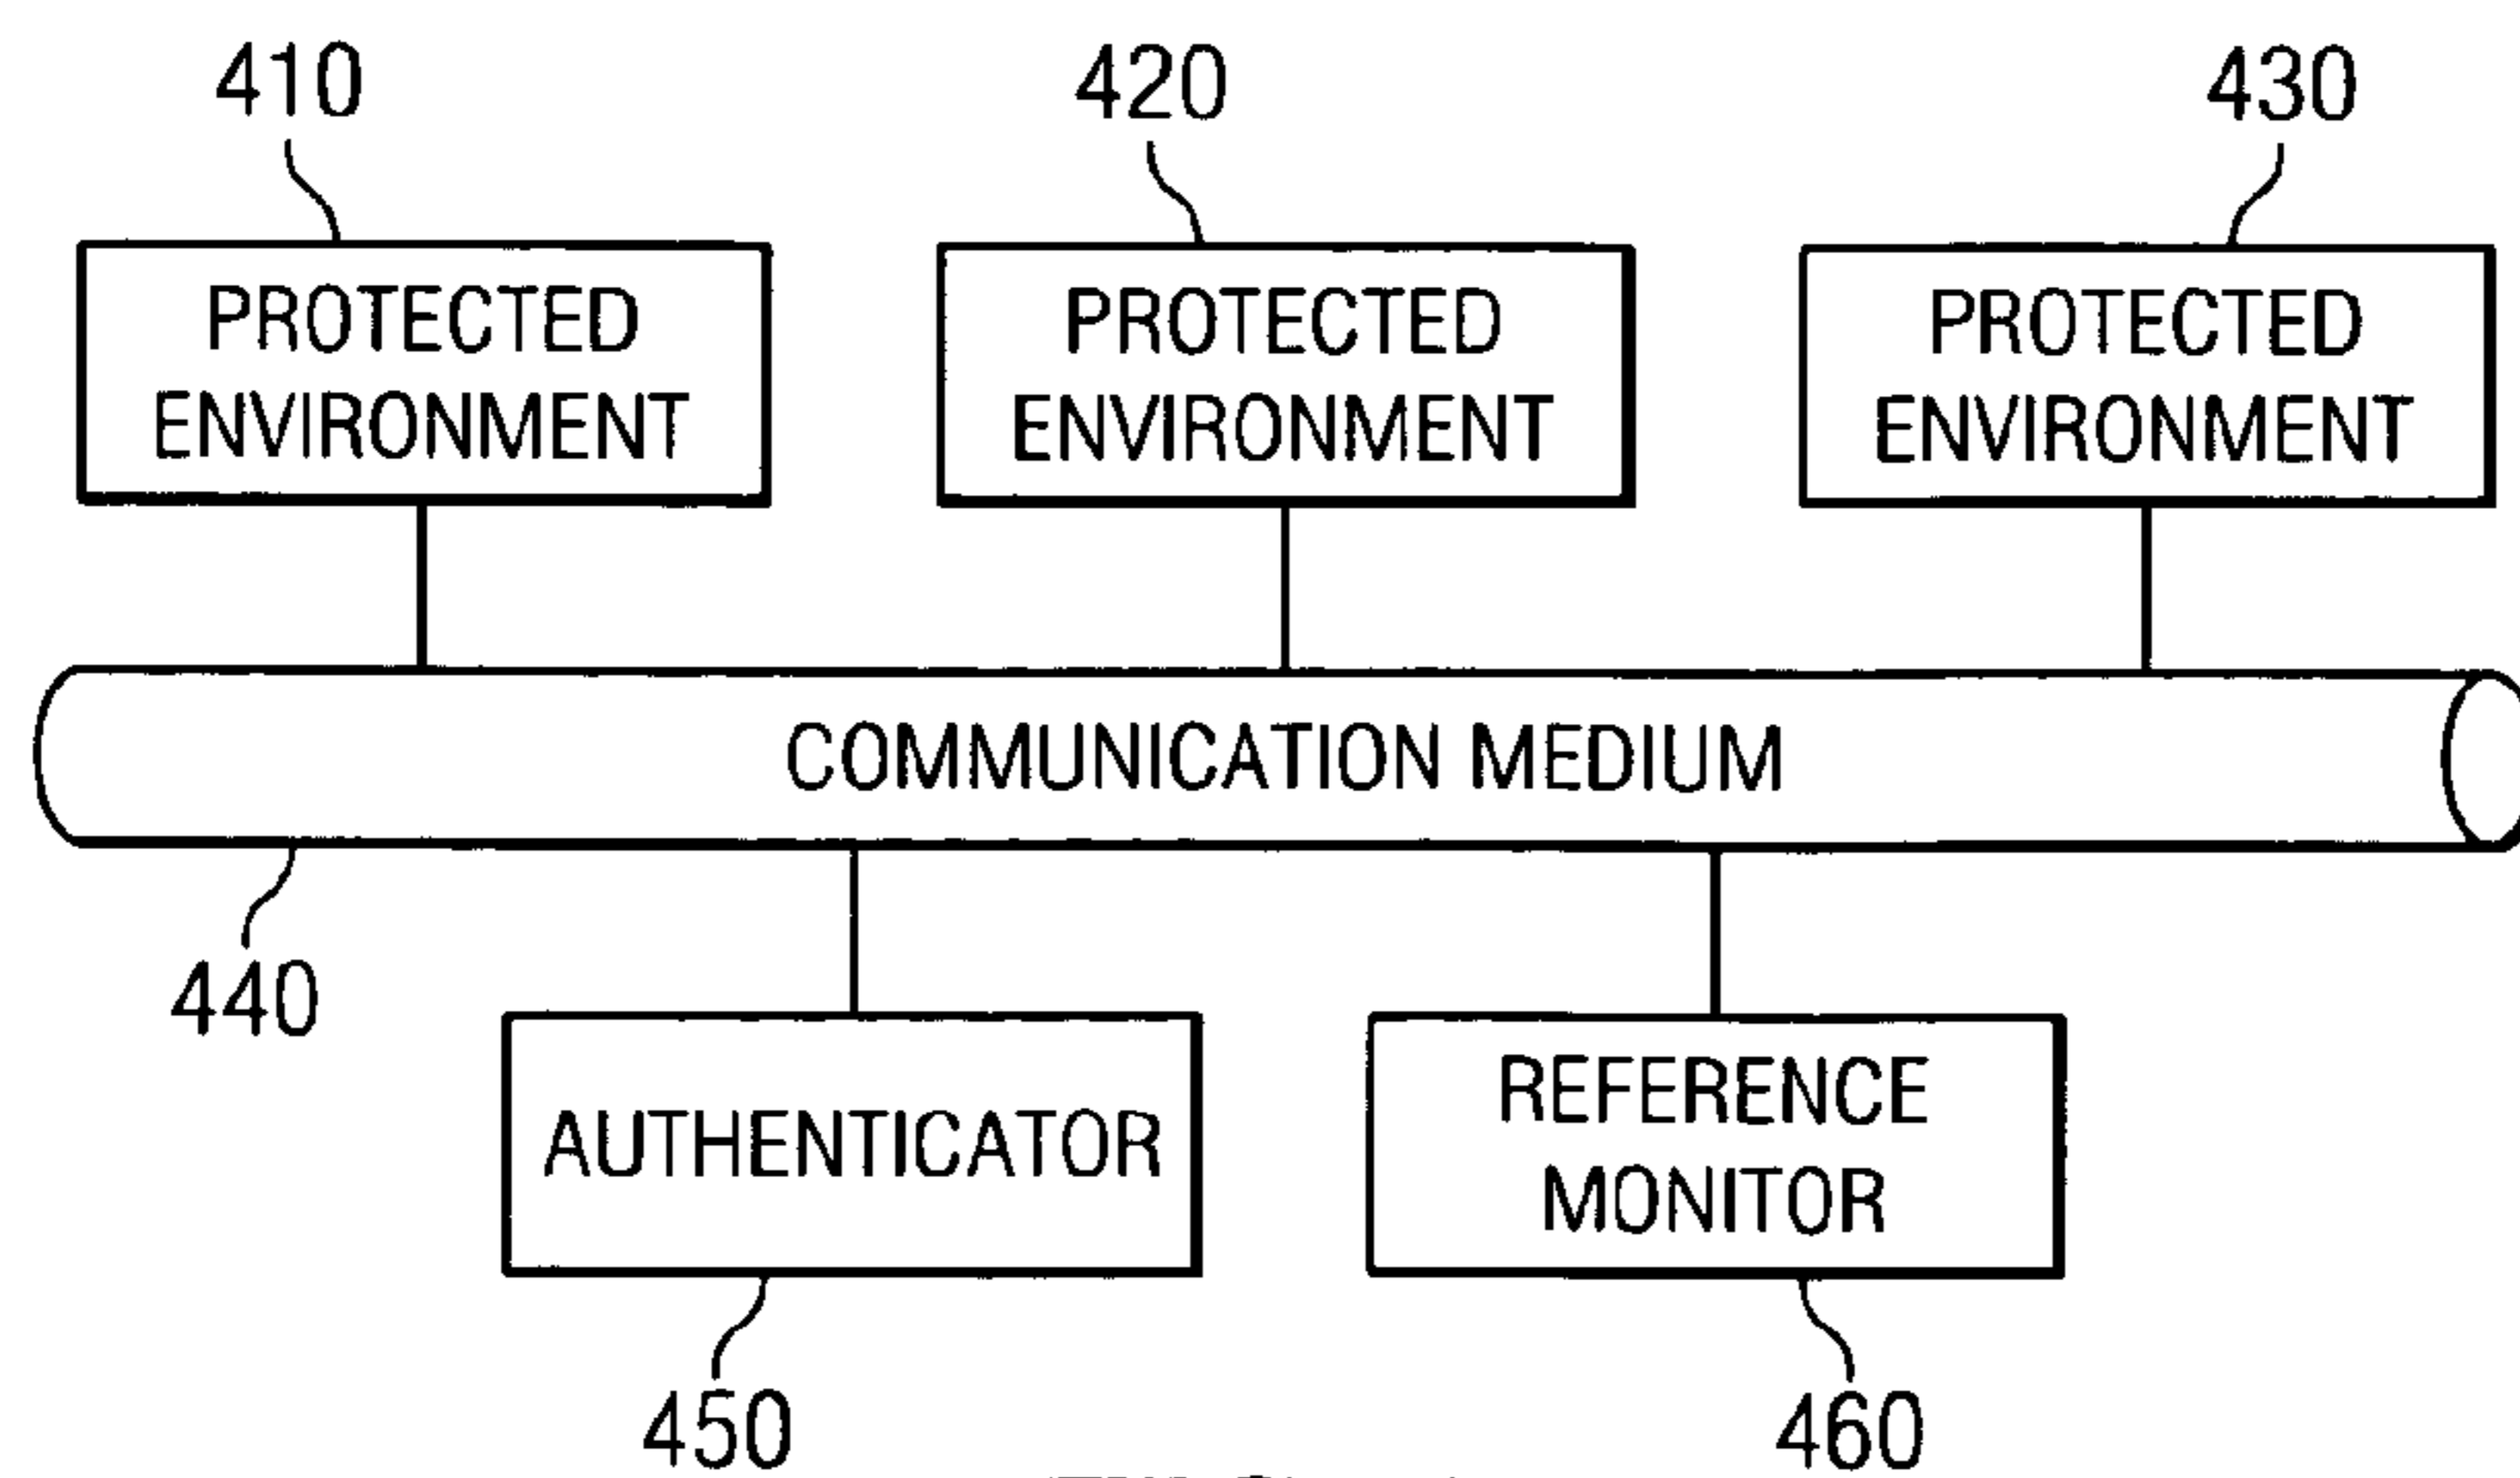 410
420
430
PROTECTED
ENVIRONMENT
PROTECTED
ENVIRONMENT
PROTECTED
ENVIRONMENT
COMMUNICATION MEDIUM
440
AUTHENTICATOR
REFERENCE
MONITOR
450
460